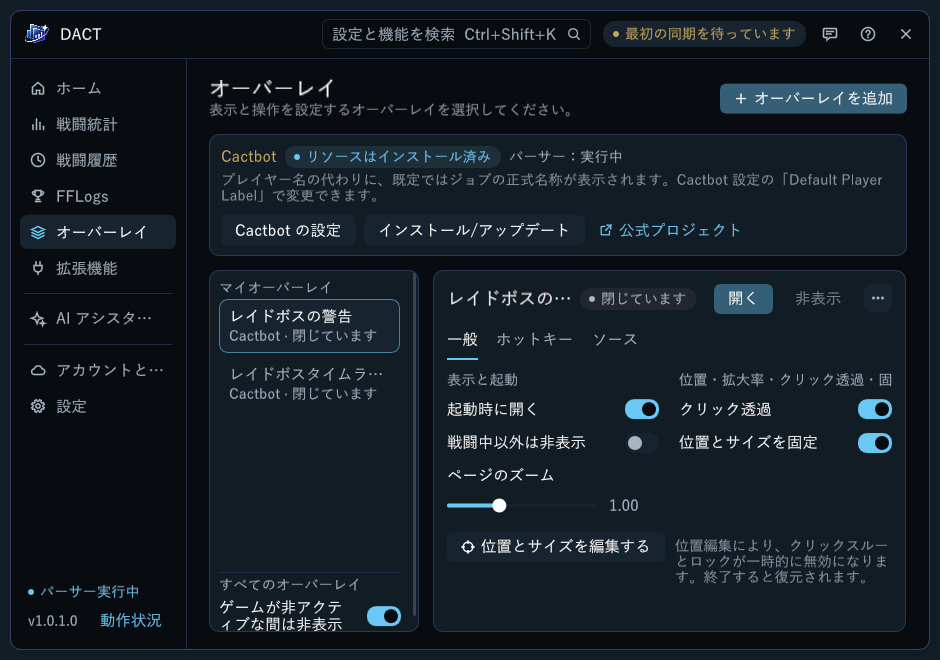 DACT
設定と機能を検索 Ctrl+Shift+K
最初の同期を待っています
ホーム
戦闘統計
戦闘履歴
FFLogs
オーバーレイ
拡張機能
AI アシスタ…
アカウントと…
設定
パーサー実行中
v1.0.1.0 動作状況
オーバーレイ
表示と操作を設定するオーバーレイを選択してください。
+ オーバーレイを追加
Cactbot リソースはインストール済み パーサー：実行中
プレイヤー名の代わりに、既定ではジョブの正式名称が表示されます。Cactbot 設定の「Default Player
Label」で変更できます。
Cactbot の設定 インストール/アップデート 公式プロジェクト
マイオーバーレイ
レイドボスの警告
Cactbot · 閉じています
レイドボスタイムラ…
Cactbot · 閉じています
すべてのオーバーレイ
ゲームが非アクテ
ィブな間は非表示
レイドボスの… 閉じています 開く 非表示 …
一般 ホットキー ソース
表示と起動
起動時に開く
戦闘中以外は非表示
ページのズーム
1.00
位置・拡大率・クリック透過・固
クリック透過
位置とサイズを固定
位置とサイズを編集する
位置編集により、クリックスルー
とロックが一時的に無効になりま
す。終了すると復元されます。